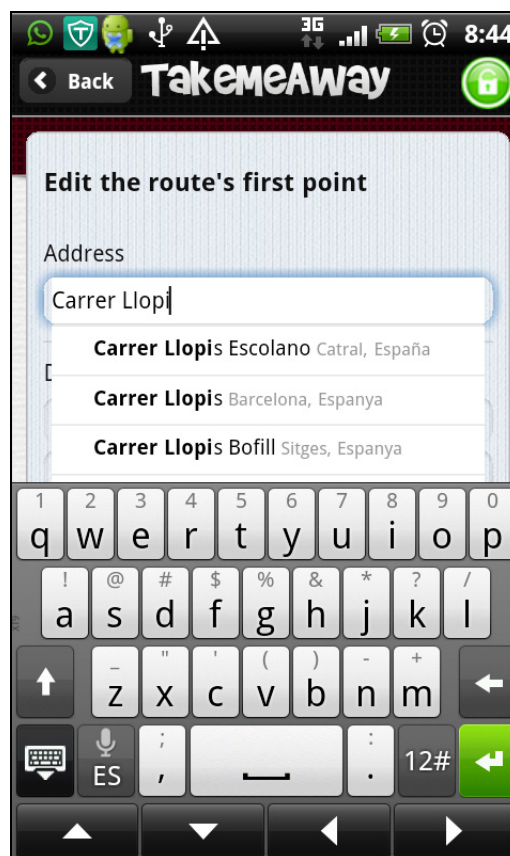 3G 8:44
Back TakeMeAway
Edit the route's first point
Address
Carrer Llopi
Carrer Llopis Escolano Catral, España
D
Carrer Llopis Barcelona, Espanya
Carrer Llopis Bofill Sitges, Espanya
1 2 3 4 5 6 7 8 9 0
q w e r t y u i o p
! @ # $ % & * ? /
a s d f g h j k l
XT9
_ " ' ( ) - +
z x c v b n m
; :
ES , . 12#